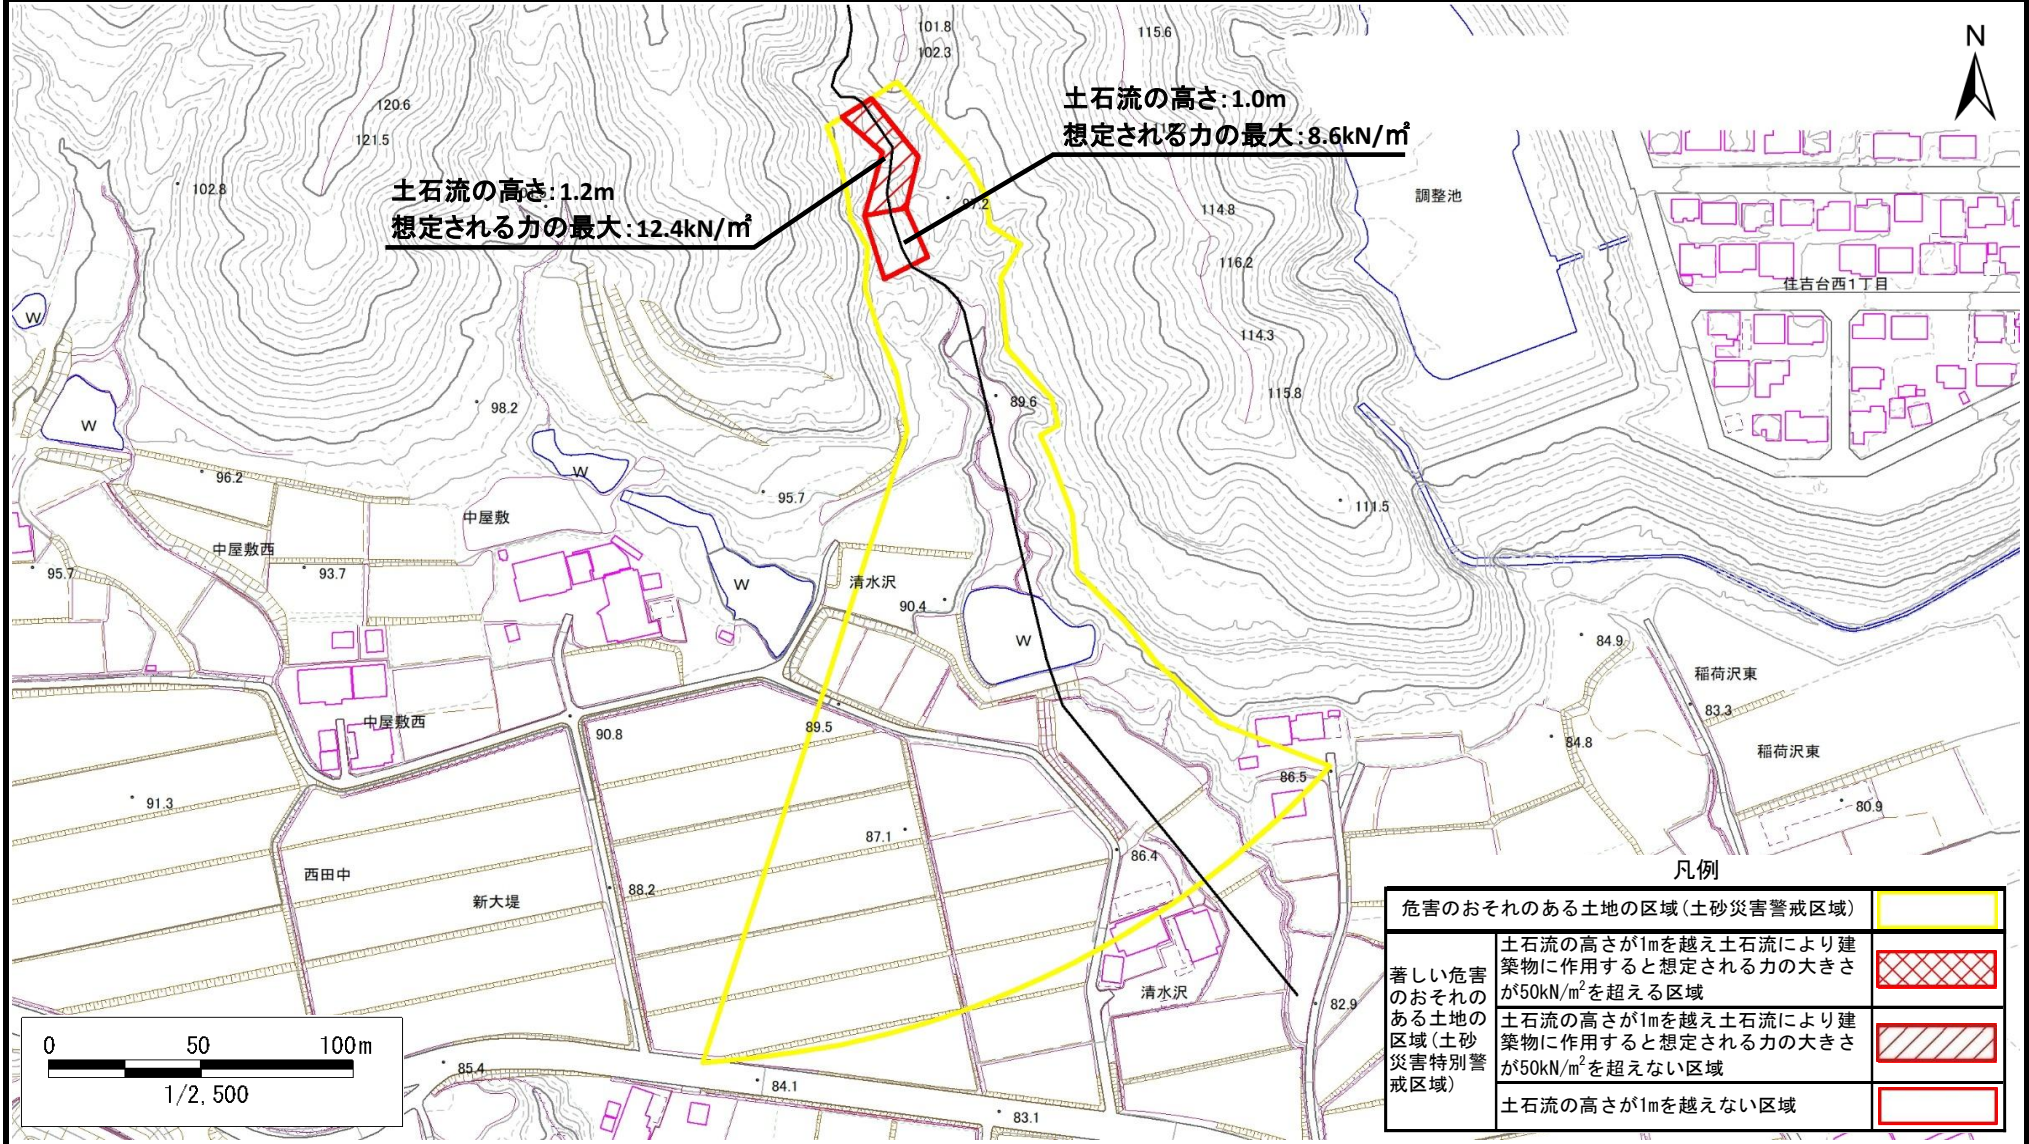 101.8
102.3
115.6
N
120.6
121.5
土石流の高さ:1.0m
想定される力の最大:8.6kN/㎡
102.8
土石流の高さ:1.2m
想定される力の最大:12.4kN/㎡
97.2
114.8
調整池
116.2
住吉台西1丁目
W
114.3
115.8
98.2
89.6
W
W
96.2
95.7
111.5
中屋敷
中屋敷西
95.7
93.7
W
清水沢
90.4
W
84.9
稲荷沢東
83.3
中屋敷西
90.8
89.5
84.8
稲荷沢東
86.5
91.3
80.9
87.1
86.4
西田中
88.2
新大堤
清水沢
82.9
85.4
84.1
83.1
0 50 100m
1/2,500
凡例
危害のおそれのある土地の区域(土砂災害警戒区域)
著しい危害
のおそれの
ある土地の
区域(土砂
災害特別警
戒区域)
土石流の高さが1mを越え土石流により建
築物に作用すると想定される力の大きさ
が50kN/m²を超える区域
土石流の高さが1mを越え土石流により建
築物に作用すると想定される力の大きさ
が50kN/m²を超えない区域
土石流の高さが1mを越えない区域